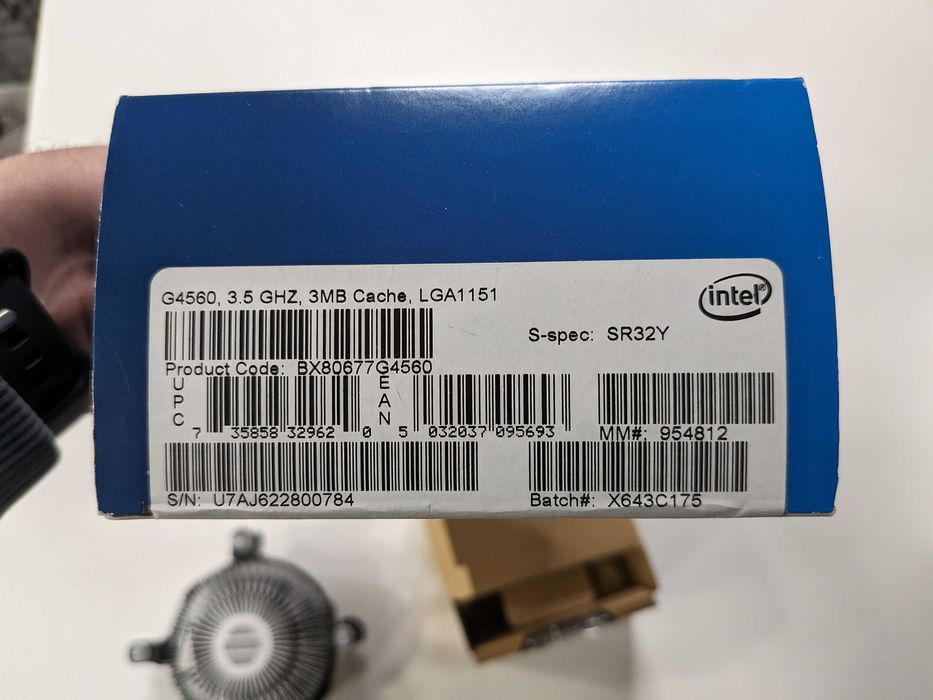 G4560, 3.5 GHZ, 3MB Cache, LGA1151
intel®
S-spec: SR32Y
Product Code: BX80677G4560
UPC
7 35858 32962 0
EAN
5 032037 095693
MM#: 954812
S/N: U7AJ622800784
Batch#: X643C175